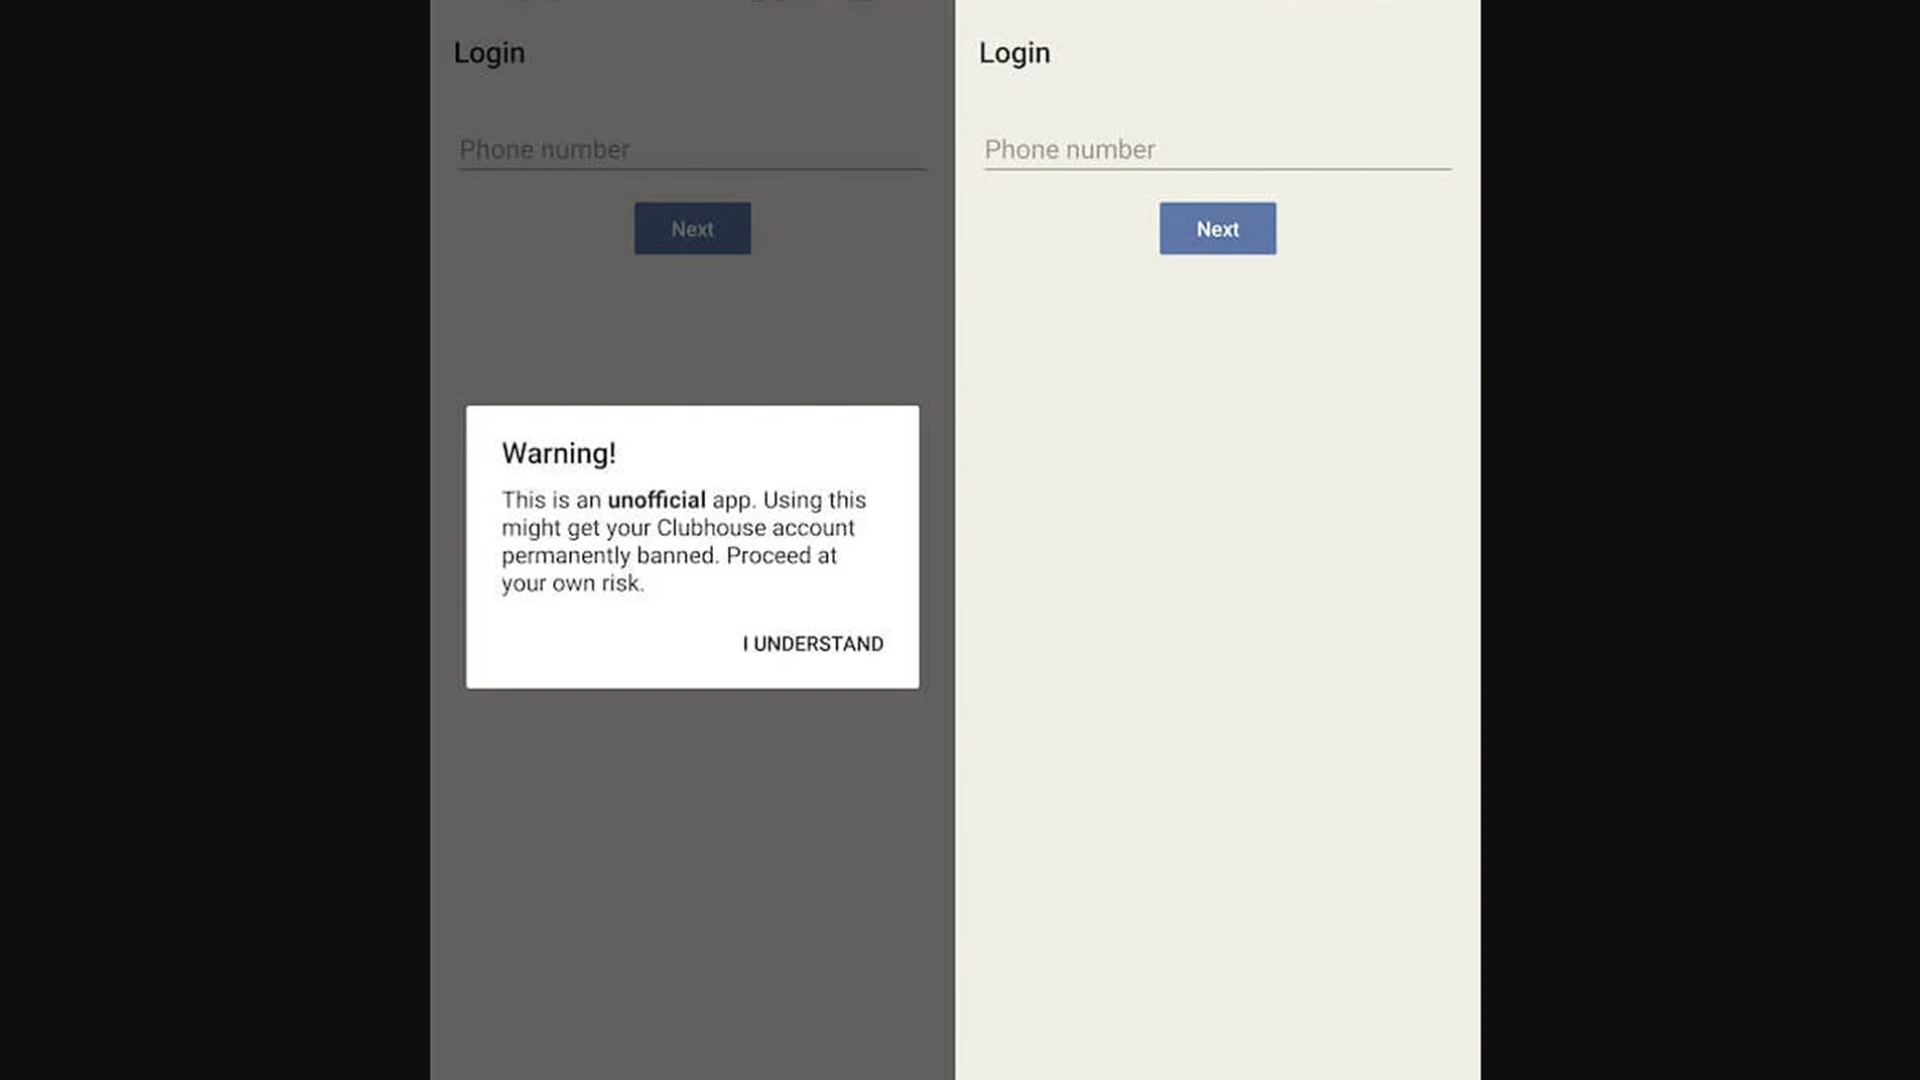 Login
Phone number
Next
Warning!
This is an unofficial app. Using this
might get your Clubhouse account
permanently banned. Proceed at
your own risk.
I UNDERSTAND
Login
Phone number
Next